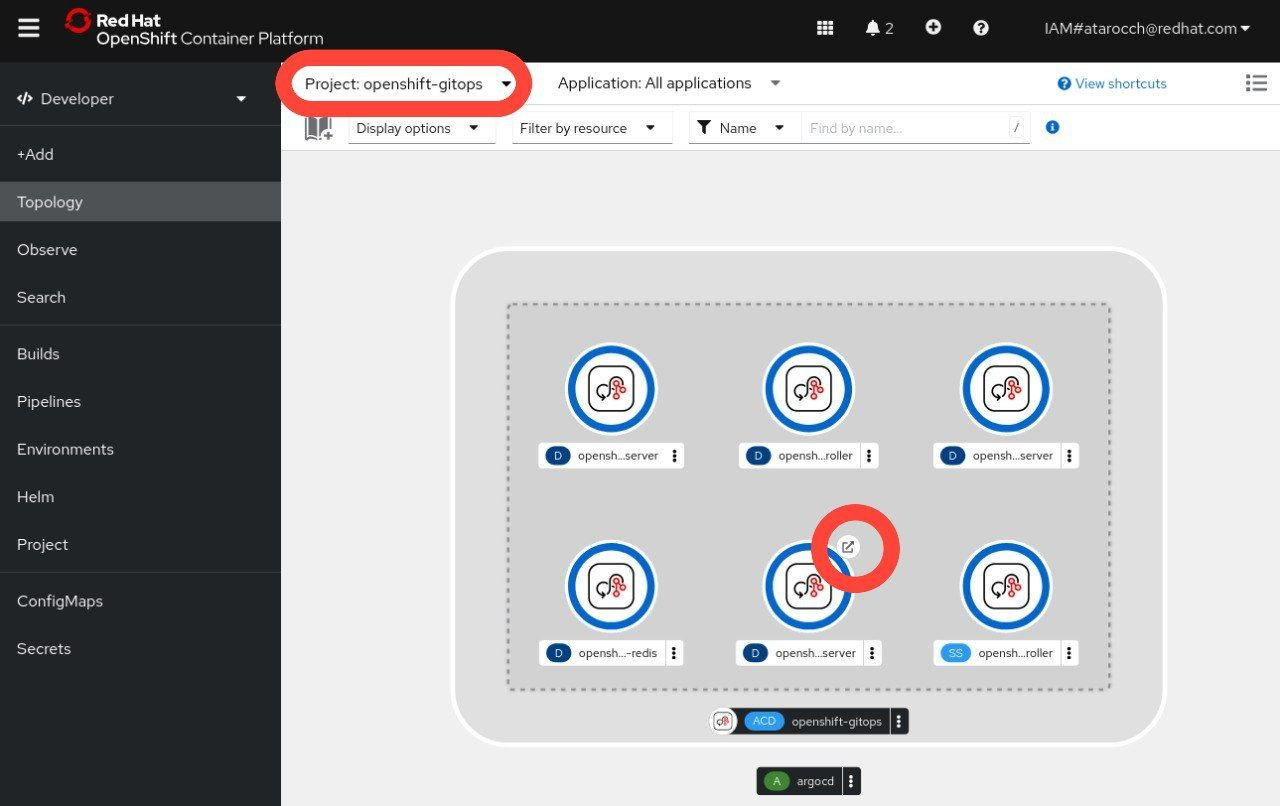 Red Hat
OpenShift Container Platform
2
IAM#atarocch@redhat.com
Developer
Project: openshift-gitops
Application: All applications
View shortcuts
Display options
Filter by resource
Name
Find by name...
/
+Add
Topology
Observe
Search
Builds
Pipelines
Environments
Helm
Project
ConfigMaps
Secrets
D opensh...server
D opensh...roller
D opensh...server
D opensh...-redis
D opensh...server
SS opensh...roller
ACD openshift-gitops
A argocd